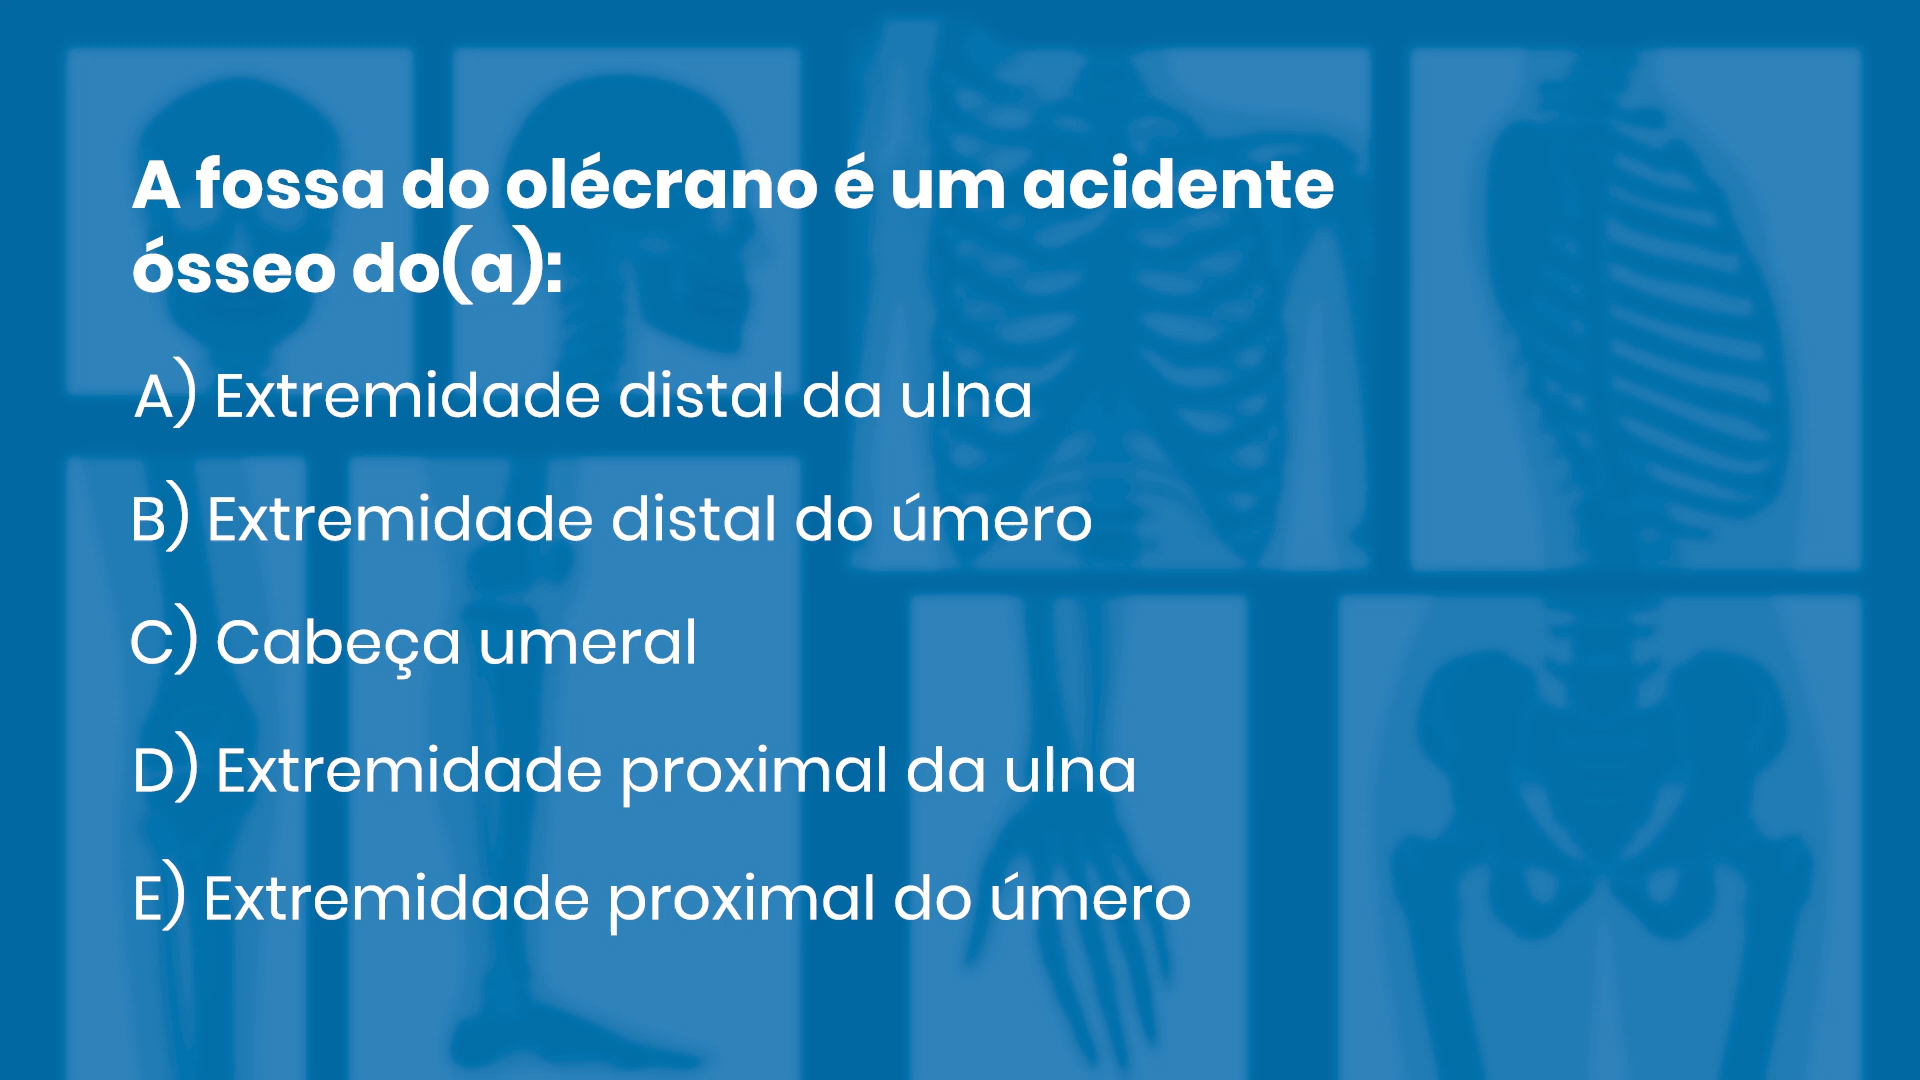 A fossa do olécrano é um acidente
ósseo do(a):
A) Extremidade distal da ulna
B) Extremidade distal do úmero
C) Cabeça umeral
D) Extremidade proximal da ulna
E) Extremidade proximal do úmero